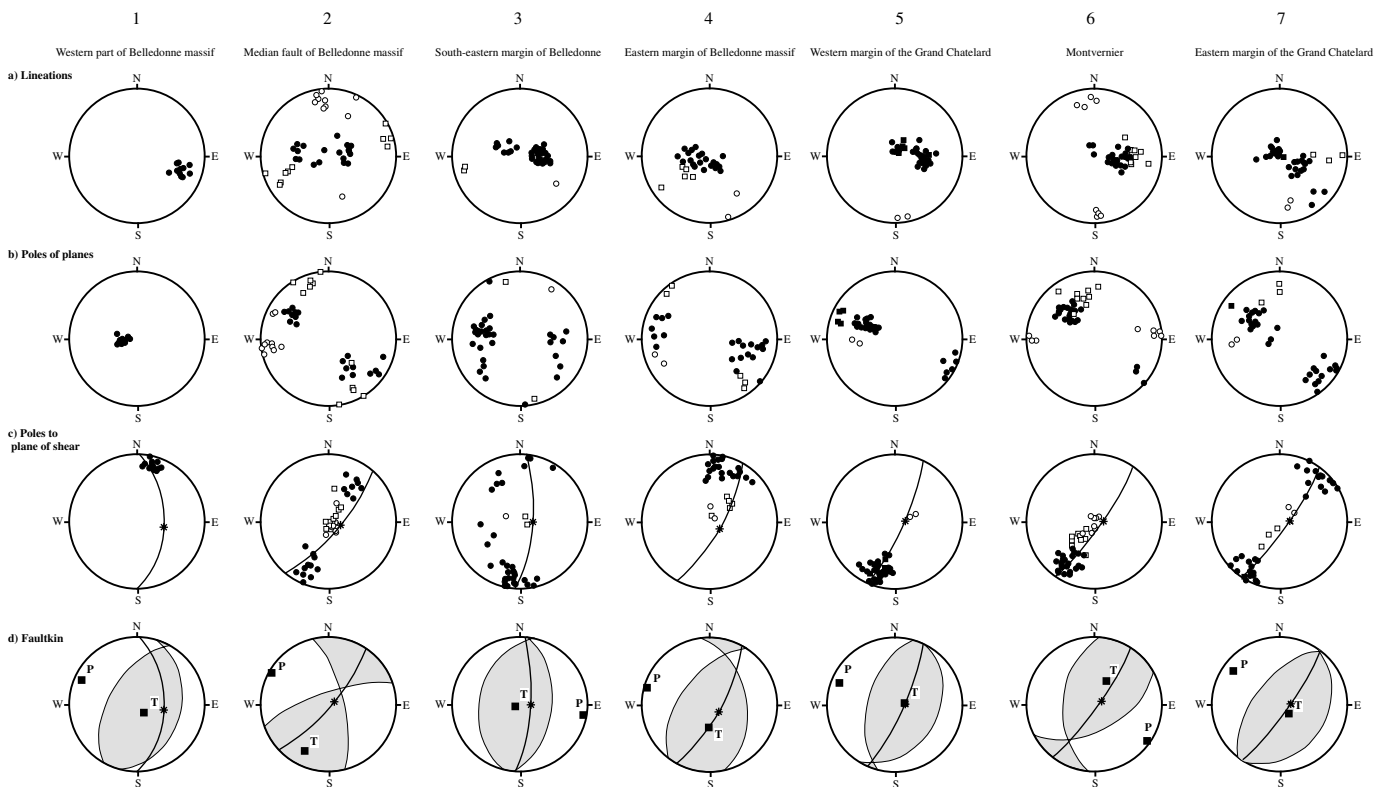 1 2 3 4 5 6 7
Western part of Belledonne massif Median fault of Belledonne massif South-eastern margin of Belledonne Eastern margin of Belledonne massif Western margin of the Grand Chatelard Montvernier Eastern margin of the Grand Chatelard
a) Lineations
N N N N N N N
W E W E W E W E W E W E W E
S S S S S S S
b) Poles of planes
N N N N N N N
W E W E W E W E W E W E W E
S S S S S S S
c) Poles to
plane of shear
N N N N N N N
W E W E W E W E W E W E W E
S S S S S S S
d) Faultkin
N N N N N N N
P P P P P T P
W T E W E W T E W E W T E W E W T E
T P T P
S S S S S S S